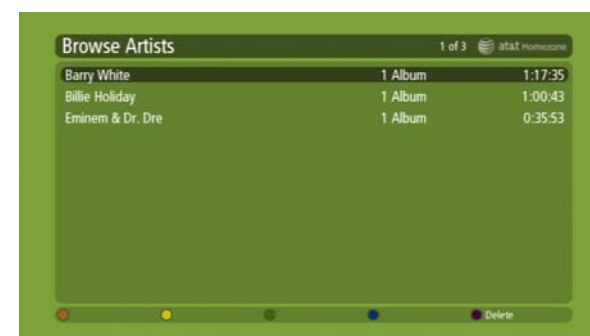 Browse Artists 1 of 3 at&t Homezone
Barry White 1 Album 1:17:35
Billie Holiday 1 Album 1:00:43
Eminem & Dr. Dre 1 Album 0:35:53
Delete